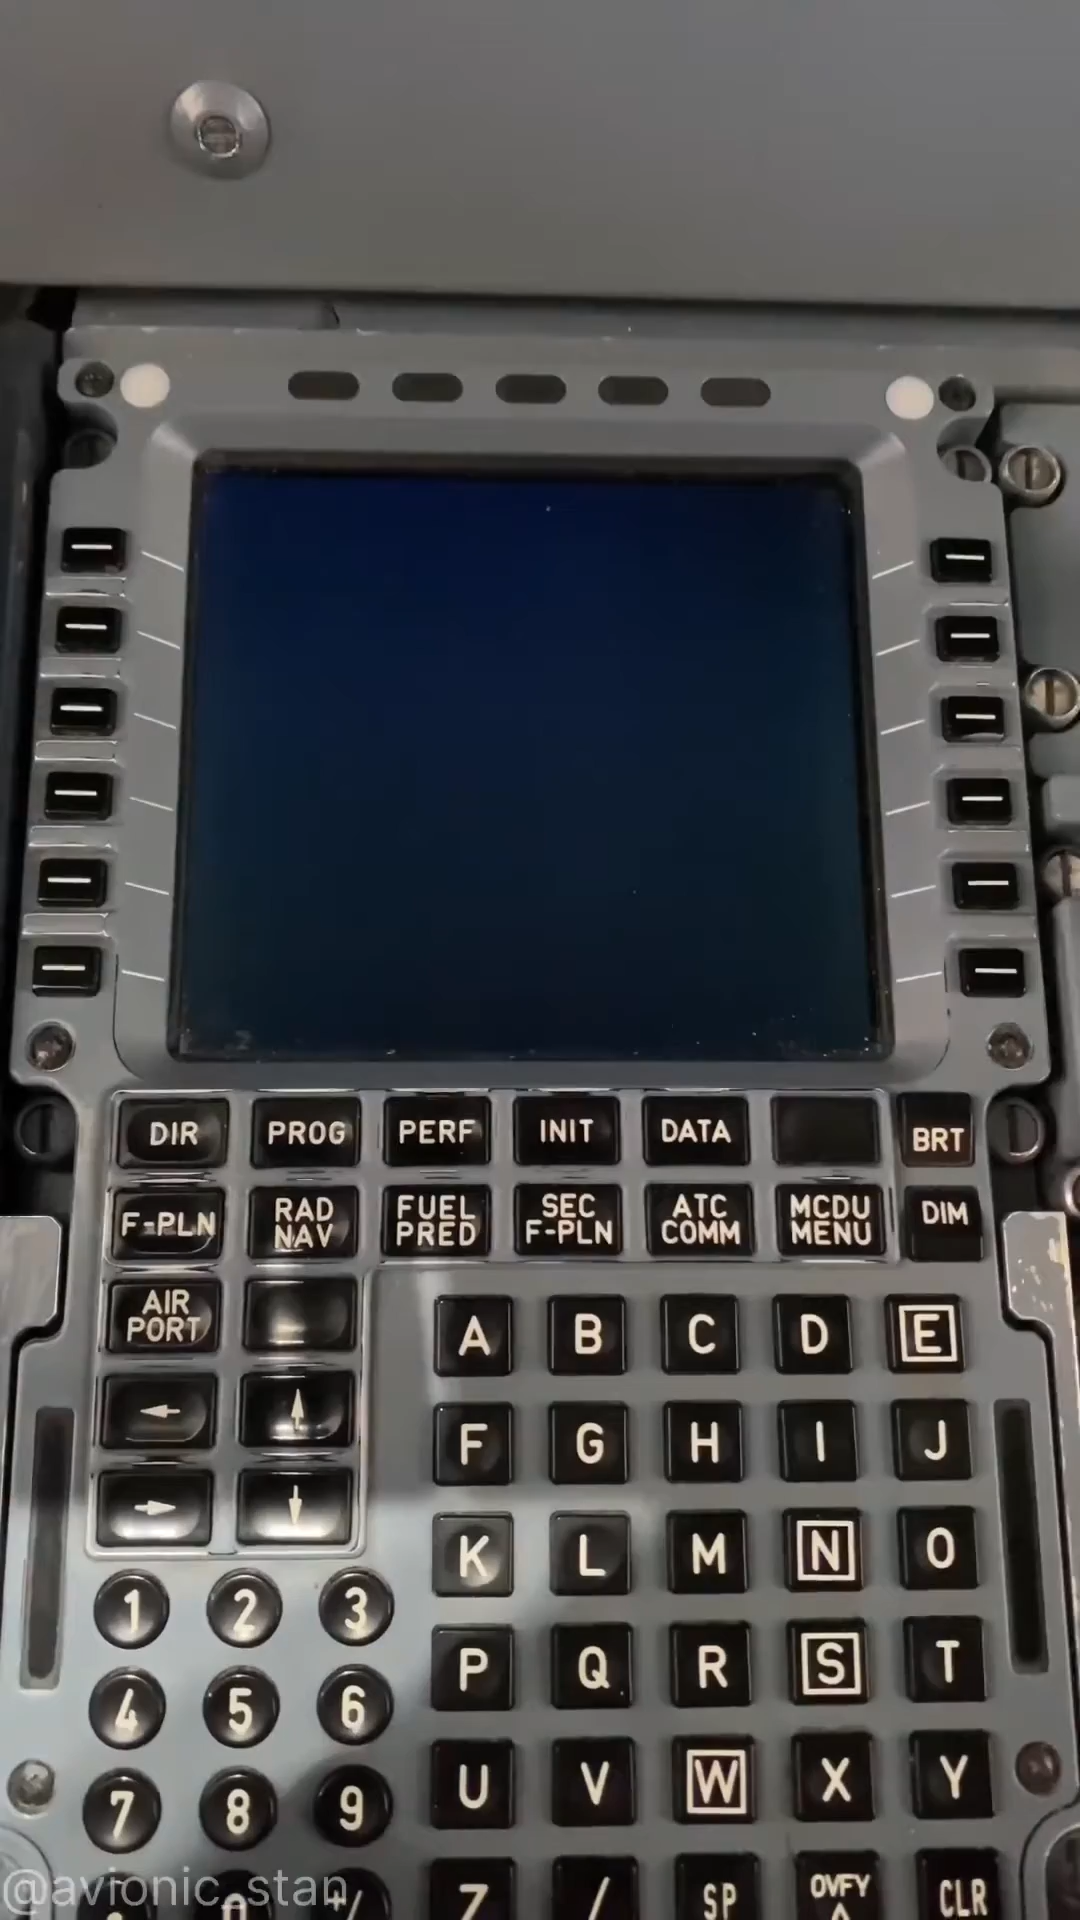 DIR PROG PERF INIT DATA BRT
F-PLN RAD NAV FUEL PRED SEC F-PLN ATC COMM MCDU MENU DIM
AIR PORT
A B C D E
F G H I J
K L M N O
1 2 3
P Q R S T
4 5 6
U V W X Y
7 8 9
Z / SP OVFY CLR
. 0 +/
@avionic_stan